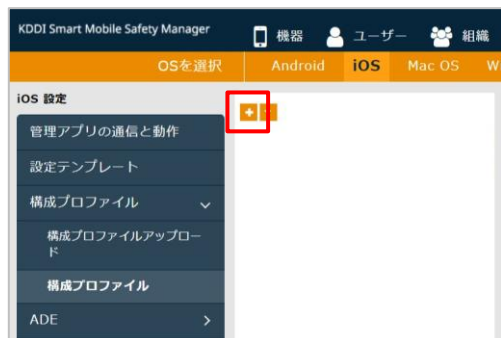 KDDI Smart Mobile Safety Manager
機器 ユーザー 組織
OSを選択 Android iOS Mac OS W
iOS 設定
管理アプリの通信と動作
設定テンプレート
構成プロファイル
構成プロファイルアップロー
ド
構成プロファイル
ADE